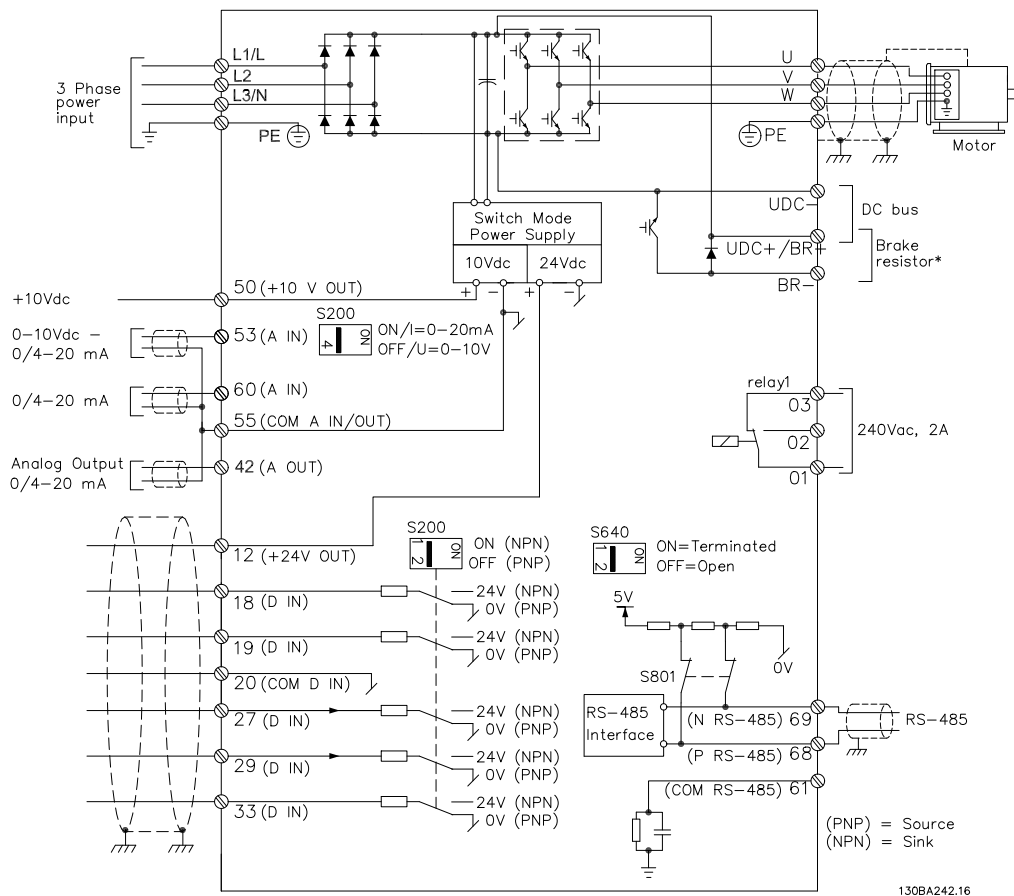 3 Phase
power
input
L1/L
L2
L3/N
PE
U
V
W
PE
Motor
UDC-
DC bus
UDC+/BR+
Brake
resistor*
BR-
Switch Mode
Power Supply
10Vdc
24Vdc
+ - + -
+10Vdc
50 (+10 V OUT)
0-10Vdc -
0/4-20 mA
53 (A IN)
S200
4
ON
ON/I=0-20mA
OFF/U=0-10V
0/4-20 mA
60 (A IN)
55 (COM A IN/OUT)
Analog Output
0/4-20 mA
42 (A OUT)
relay1
03
02
01
240Vac, 2A
12 (+24V OUT)
S200
1 2
ON
ON (NPN)
OFF (PNP)
S640
1 2
ON
ON=Terminated
OFF=Open
18 (D IN)
24V (NPN)
0V (PNP)
19 (D IN)
24V (NPN)
0V (PNP)
20 (COM D IN)
27 (D IN)
24V (NPN)
0V (PNP)
29 (D IN)
24V (NPN)
0V (PNP)
33 (D IN)
24V (NPN)
0V (PNP)
5V
0V
S801
RS-485
Interface
(N RS-485) 69
RS-485
(P RS-485) 68
(COM RS-485) 61
(PNP) = Source
(NPN) = Sink
130BA242.16